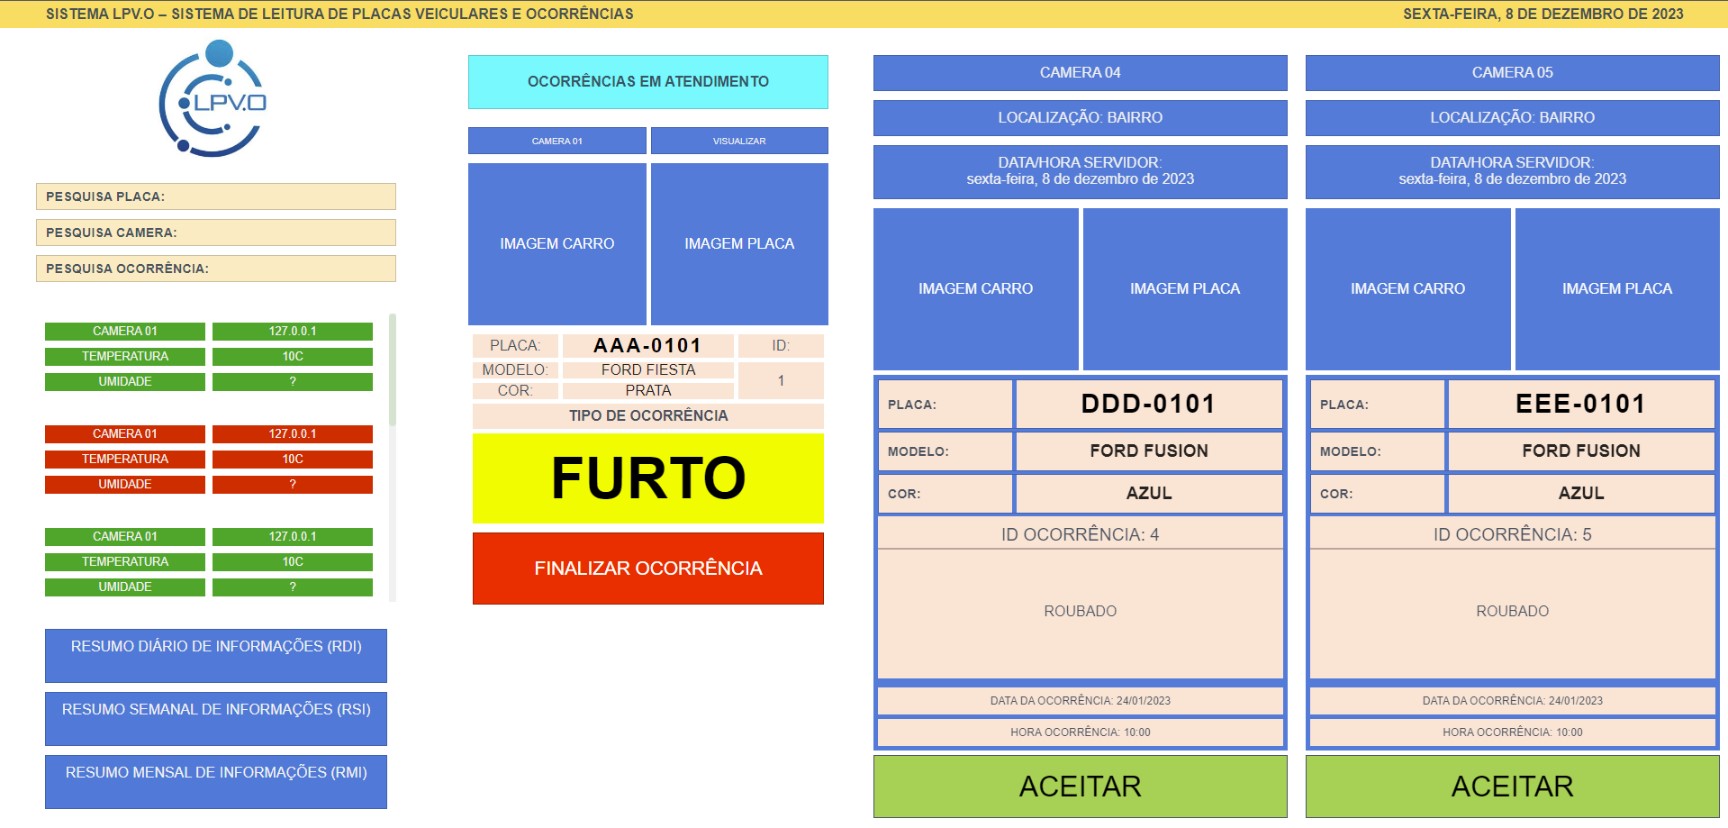 SISTEMA LPV.O – SISTEMA DE LEITURA DE PLACAS VEICULARES E OCORRÊNCIAS
SEXTA-FEIRA, 8 DE DEZEMBRO DE 2023
LPV.O
PESQUISA PLACA:
PESQUISA CAMERA:
PESQUISA OCORRÊNCIA:
CAMERA 01 127.0.0.1
TEMPERATURA 10C
UMIDADE ?
CAMERA 01 127.0.0.1
TEMPERATURA 10C
UMIDADE ?
CAMERA 01 127.0.0.1
TEMPERATURA 10C
UMIDADE ?
RESUMO DIÁRIO DE INFORMAÇÕES (RDI)
RESUMO SEMANAL DE INFORMAÇÕES (RSI)
RESUMO MENSAL DE INFORMAÇÕES (RMI)
OCORRÊNCIAS EM ATENDIMENTO
CAMERA 01 VISUALIZAR
IMAGEM CARRO IMAGEM PLACA
PLACA: AAA-0101 ID:
MODELO: FORD FIESTA 1
COR: PRATA
TIPO DE OCORRÊNCIA
FURTO
FINALIZAR OCORRÊNCIA
CAMERA 04
LOCALIZAÇÃO: BAIRRO
DATA/HORA SERVIDOR:
sexta-feira, 8 de dezembro de 2023
IMAGEM CARRO IMAGEM PLACA
PLACA: DDD-0101
MODELO: FORD FUSION
COR: AZUL
ID OCORRÊNCIA: 4
ROUBADO
DATA DA OCORRÊNCIA: 24/01/2023
HORA OCORRÊNCIA: 10:00
ACEITAR
CAMERA 05
LOCALIZAÇÃO: BAIRRO
DATA/HORA SERVIDOR:
sexta-feira, 8 de dezembro de 2023
IMAGEM CARRO IMAGEM PLACA
PLACA: EEE-0101
MODELO: FORD FUSION
COR: AZUL
ID OCORRÊNCIA: 5
ROUBADO
DATA DA OCORRÊNCIA: 24/01/2023
HORA OCORRÊNCIA: 10:00
ACEITAR